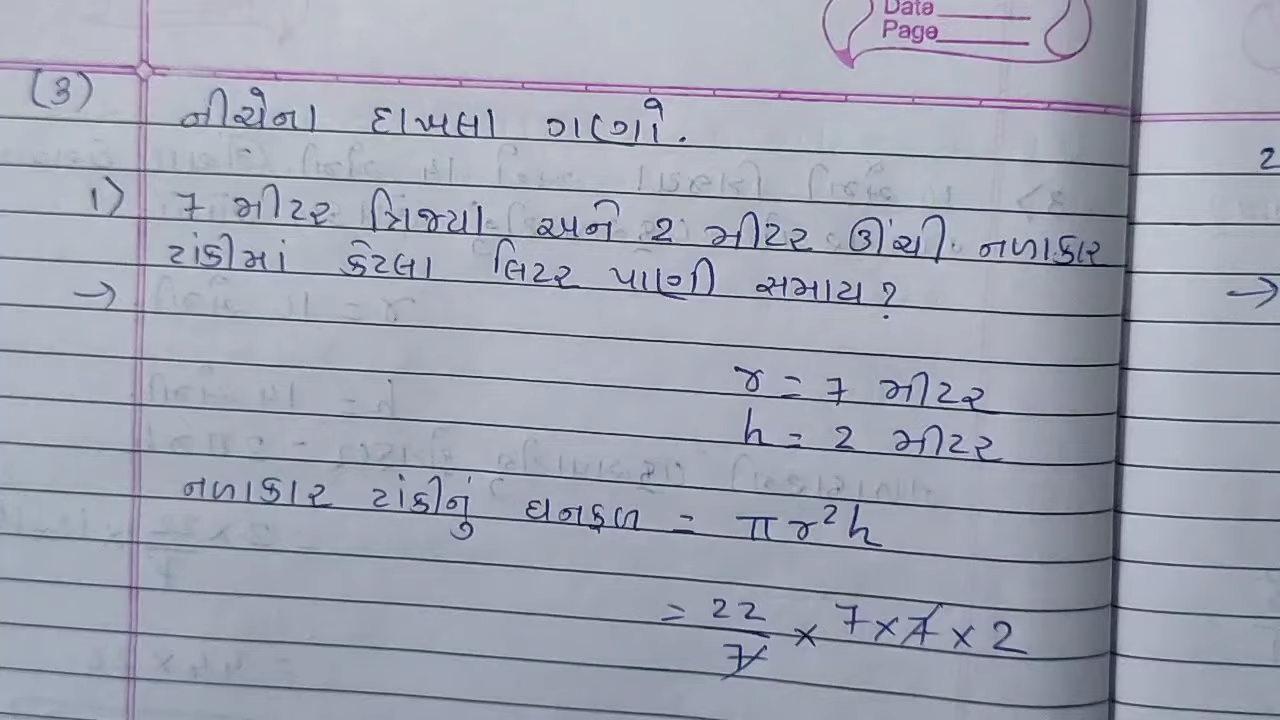 Data
Page
(3) નીચેના દાખલા ગણો.
2
1) 7 મીટર ત્રિજ્યા અને 2 મીટર ઊંચી નળાકાર
ટાંકીમાં કેટલા લિટર પાણી સમાય?
→
→
r = 7 મીટર
h = 2 મીટર
નળાકાર ટાંકીનું ઘનફળ = πr²h
= 22/7 × 7 × 7 × 2